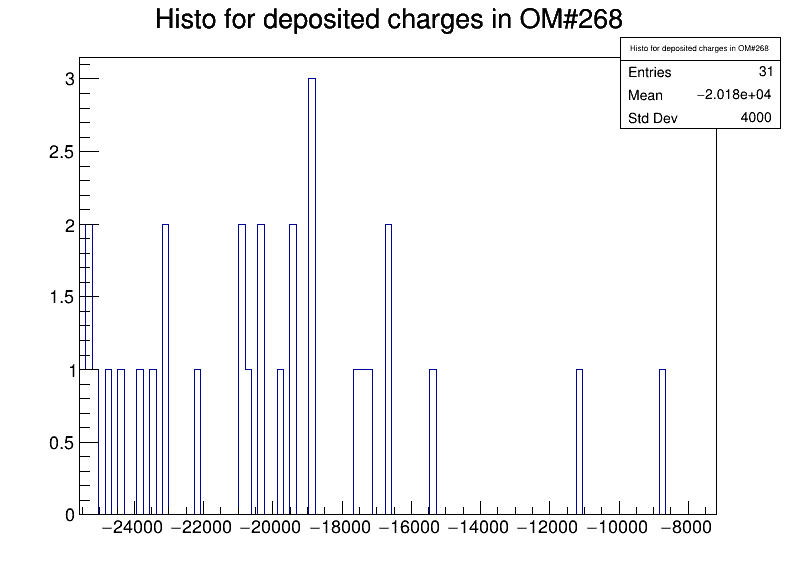 Histo for deposited charges in OM#268
Histo for deposited charges in OM#268
Entries 31
Mean −2.018e+04
Std Dev 4000
3
2.5
2
1.5
1
0.5
0
−24000 −22000 −20000 −18000 −16000 −14000 −12000 −10000 −8000